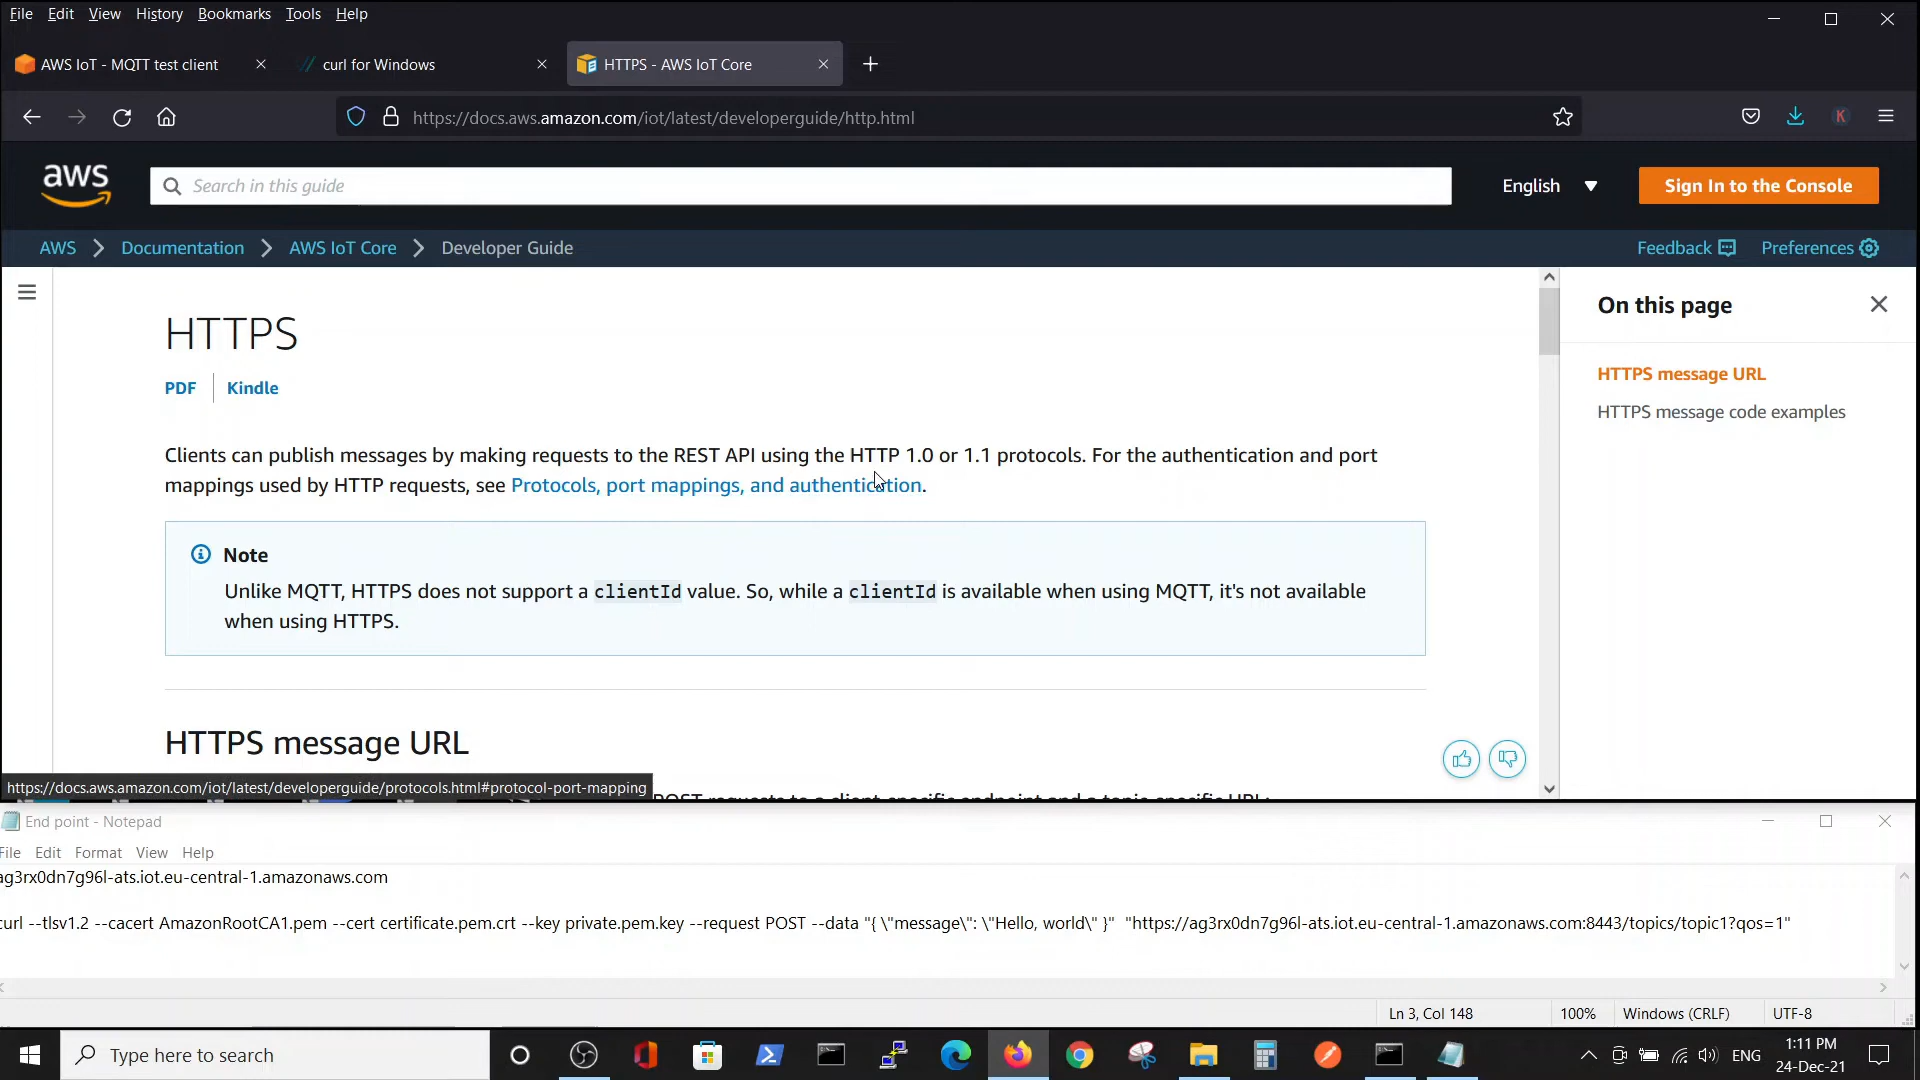 File Edit View History Bookmarks Tools Help
AWS IoT - MQTT test client
curl for Windows
HTTPS - AWS IoT Core
https://docs.aws.amazon.com/iot/latest/developerguide/http.html
K
aws
Search in this guide
English
Sign In to the Console
AWS Documentation AWS IoT Core Developer Guide
Feedback Preferences
HTTPS
On this page
PDF Kindle
HTTPS message URL
HTTPS message code examples
Clients can publish messages by making requests to the REST API using the HTTP 1.0 or 1.1 protocols. For the authentication and port
mappings used by HTTP requests, see Protocols, port mappings, and authentication.
Note
Unlike MQTT, HTTPS does not support a clientId value. So, while a clientId is available when using MQTT, it's not available
when using HTTPS.
HTTPS message URL
https://docs.aws.amazon.com/iot/latest/developerguide/protocols.html#protocol-port-mapping
POST requests to a client-specific endpoint and a topic-specific URL:
End point - Notepad
File Edit Format View Help
ag3rx0dn7g96l-ats.iot.eu-central-1.amazonaws.com
curl --tlsv1.2 --cacert AmazonRootCA1.pem --cert certificate.pem.crt --key private.pem.key --request POST --data "{ \"message\": \"Hello, world\" }" "https://ag3rx0dn7g96l-ats.iot.eu-central-1.amazonaws.com:8443/topics/topic1?qos=1"
Ln 3, Col 148 100% Windows (CRLF) UTF-8
Type here to search
ENG
1:11 PM
24-Dec-21